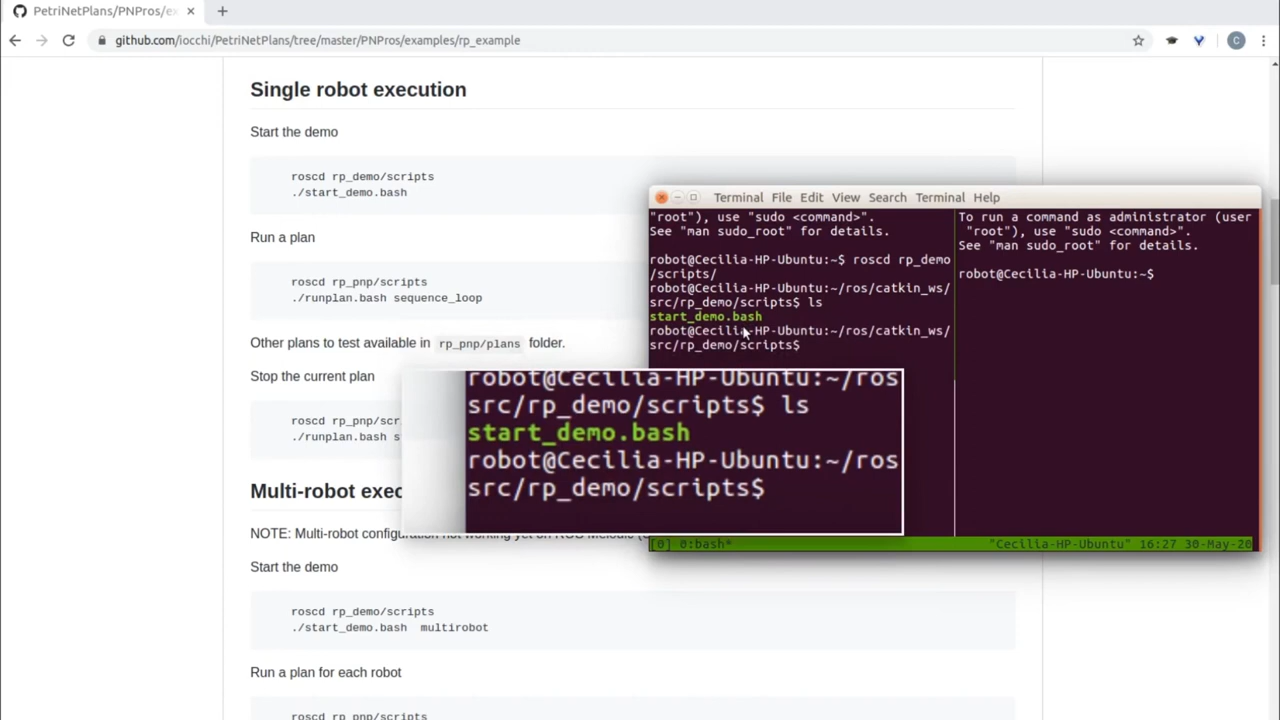 PetriNetPlans/PNPros/ex
github.com/iocchi/PetriNetPlans/tree/master/PNPros/examples/rp_example
C
Single robot execution
Start the demo
roscd rp_demo/scripts
./start_demo.bash
Run a plan
roscd rp_pnp/scripts
./runplan.bash sequence_loop
Other plans to test available in rp_pnp/plans folder.
Stop the current plan
roscd rp_pnp/scr
./runplan.bash s
Multi-robot exec
NOTE: Multi-robot configuration not working yet on ROS Melodic
Start the demo
roscd rp_demo/scripts
./start_demo.bash multirobot
Run a plan for each robot
roscd rp_pnp/scripts
Terminal File Edit View Search Terminal Help
"root"), use "sudo <command>".
See "man sudo_root" for details.
robot@Cecilia-HP-Ubuntu:~$ roscd rp_demo
/scripts/
robot@Cecilia-HP-Ubuntu:~/ros/catkin_ws/
src/rp_demo/scripts$ ls
start_demo.bash
robot@Cecilia-HP-Ubuntu:~/ros/catkin_ws/
src/rp_demo/scripts$
To run a command as administrator (user
"root"), use "sudo <command>".
See "man sudo_root" for details.
robot@Cecilia-HP-Ubuntu:~$
[0] 0:bash*
"Cecilia-HP-Ubuntu" 16:27 30-May-20
robot@Cecilia-HP-Ubuntu:~/ros
src/rp_demo/scripts$ ls
start_demo.bash
robot@Cecilia-HP-Ubuntu:~/ros
src/rp_demo/scripts$